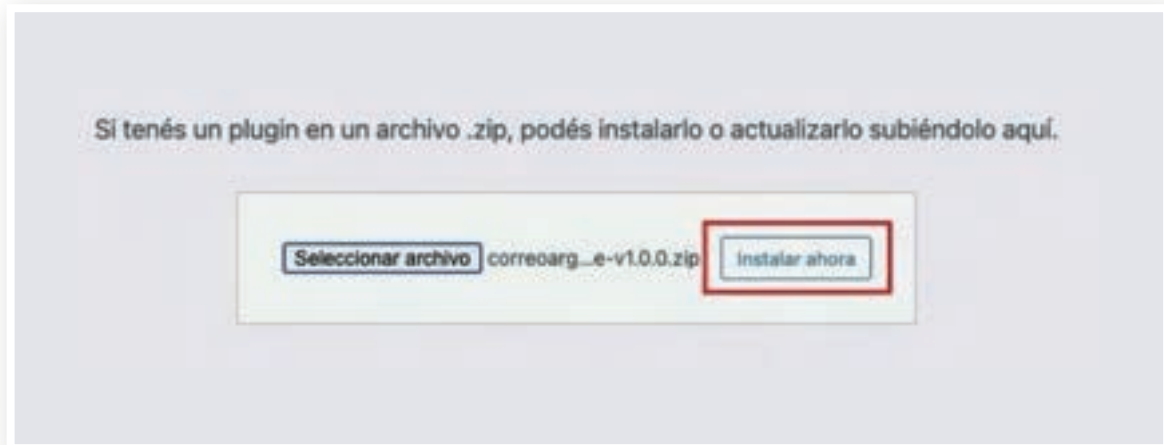 Si tenés un plugin en un archivo .zip, podés instalarlo o actualizarlo subiéndolo aquí.
Seleccionar archivo correoarg...e-v1.0.0.zip Instalar ahora